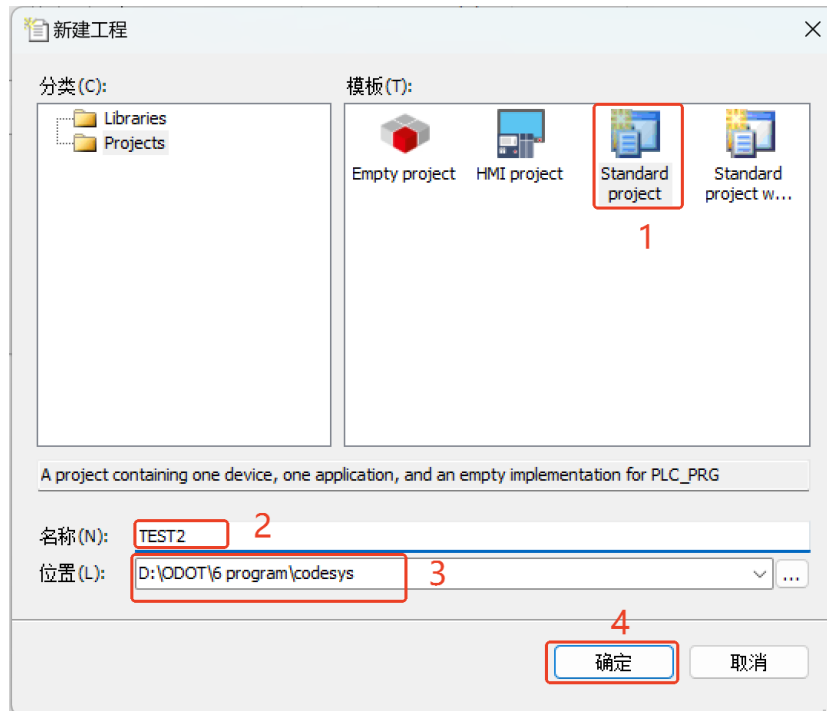 新建工程
分类(C):
模板(T):
Libraries
Projects
Empty project
HMI project
Standard
project
Standard
project w...
1
A project containing one device, one application, and an empty implementation for PLC_PRG
名称(N):
TEST2
2
位置(L):
D:\ODOT\6 program\codesys
3
...
4
确定
取消